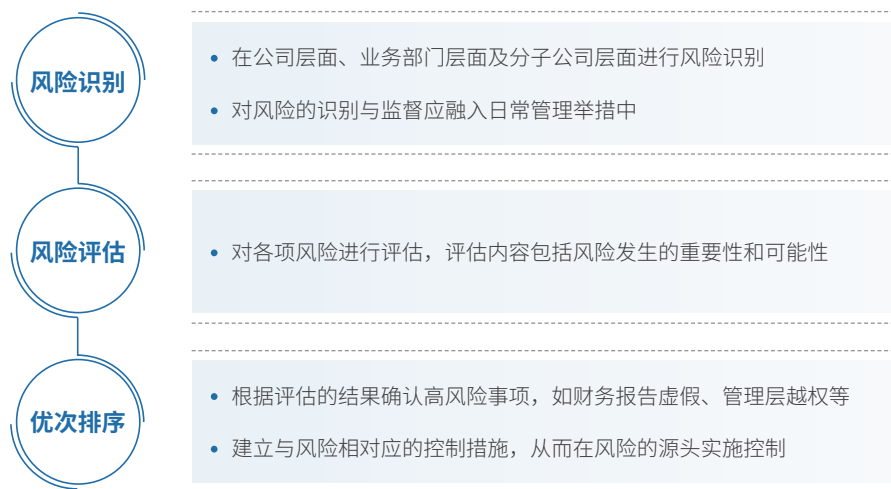 风险识别
在公司层面、业务部门层面及分子公司层面进行风险识别
对风险的识别与监督应融入日常管理举措中
风险评估
对各项风险进行评估，评估内容包括风险发生的重要性和可能性
优次排序
根据评估的结果确认高风险事项，如财务报告虚假、管理层越权等
建立与风险相对应的控制措施，从而在风险的源头实施控制